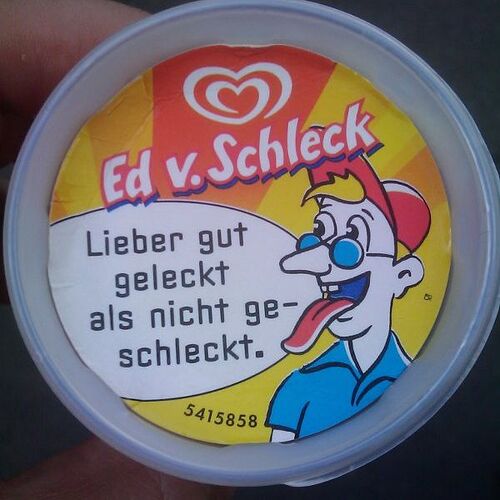 Ed v. Schleck
Lieber gut
geleckt
als nicht ge-
schleckt.
5415858